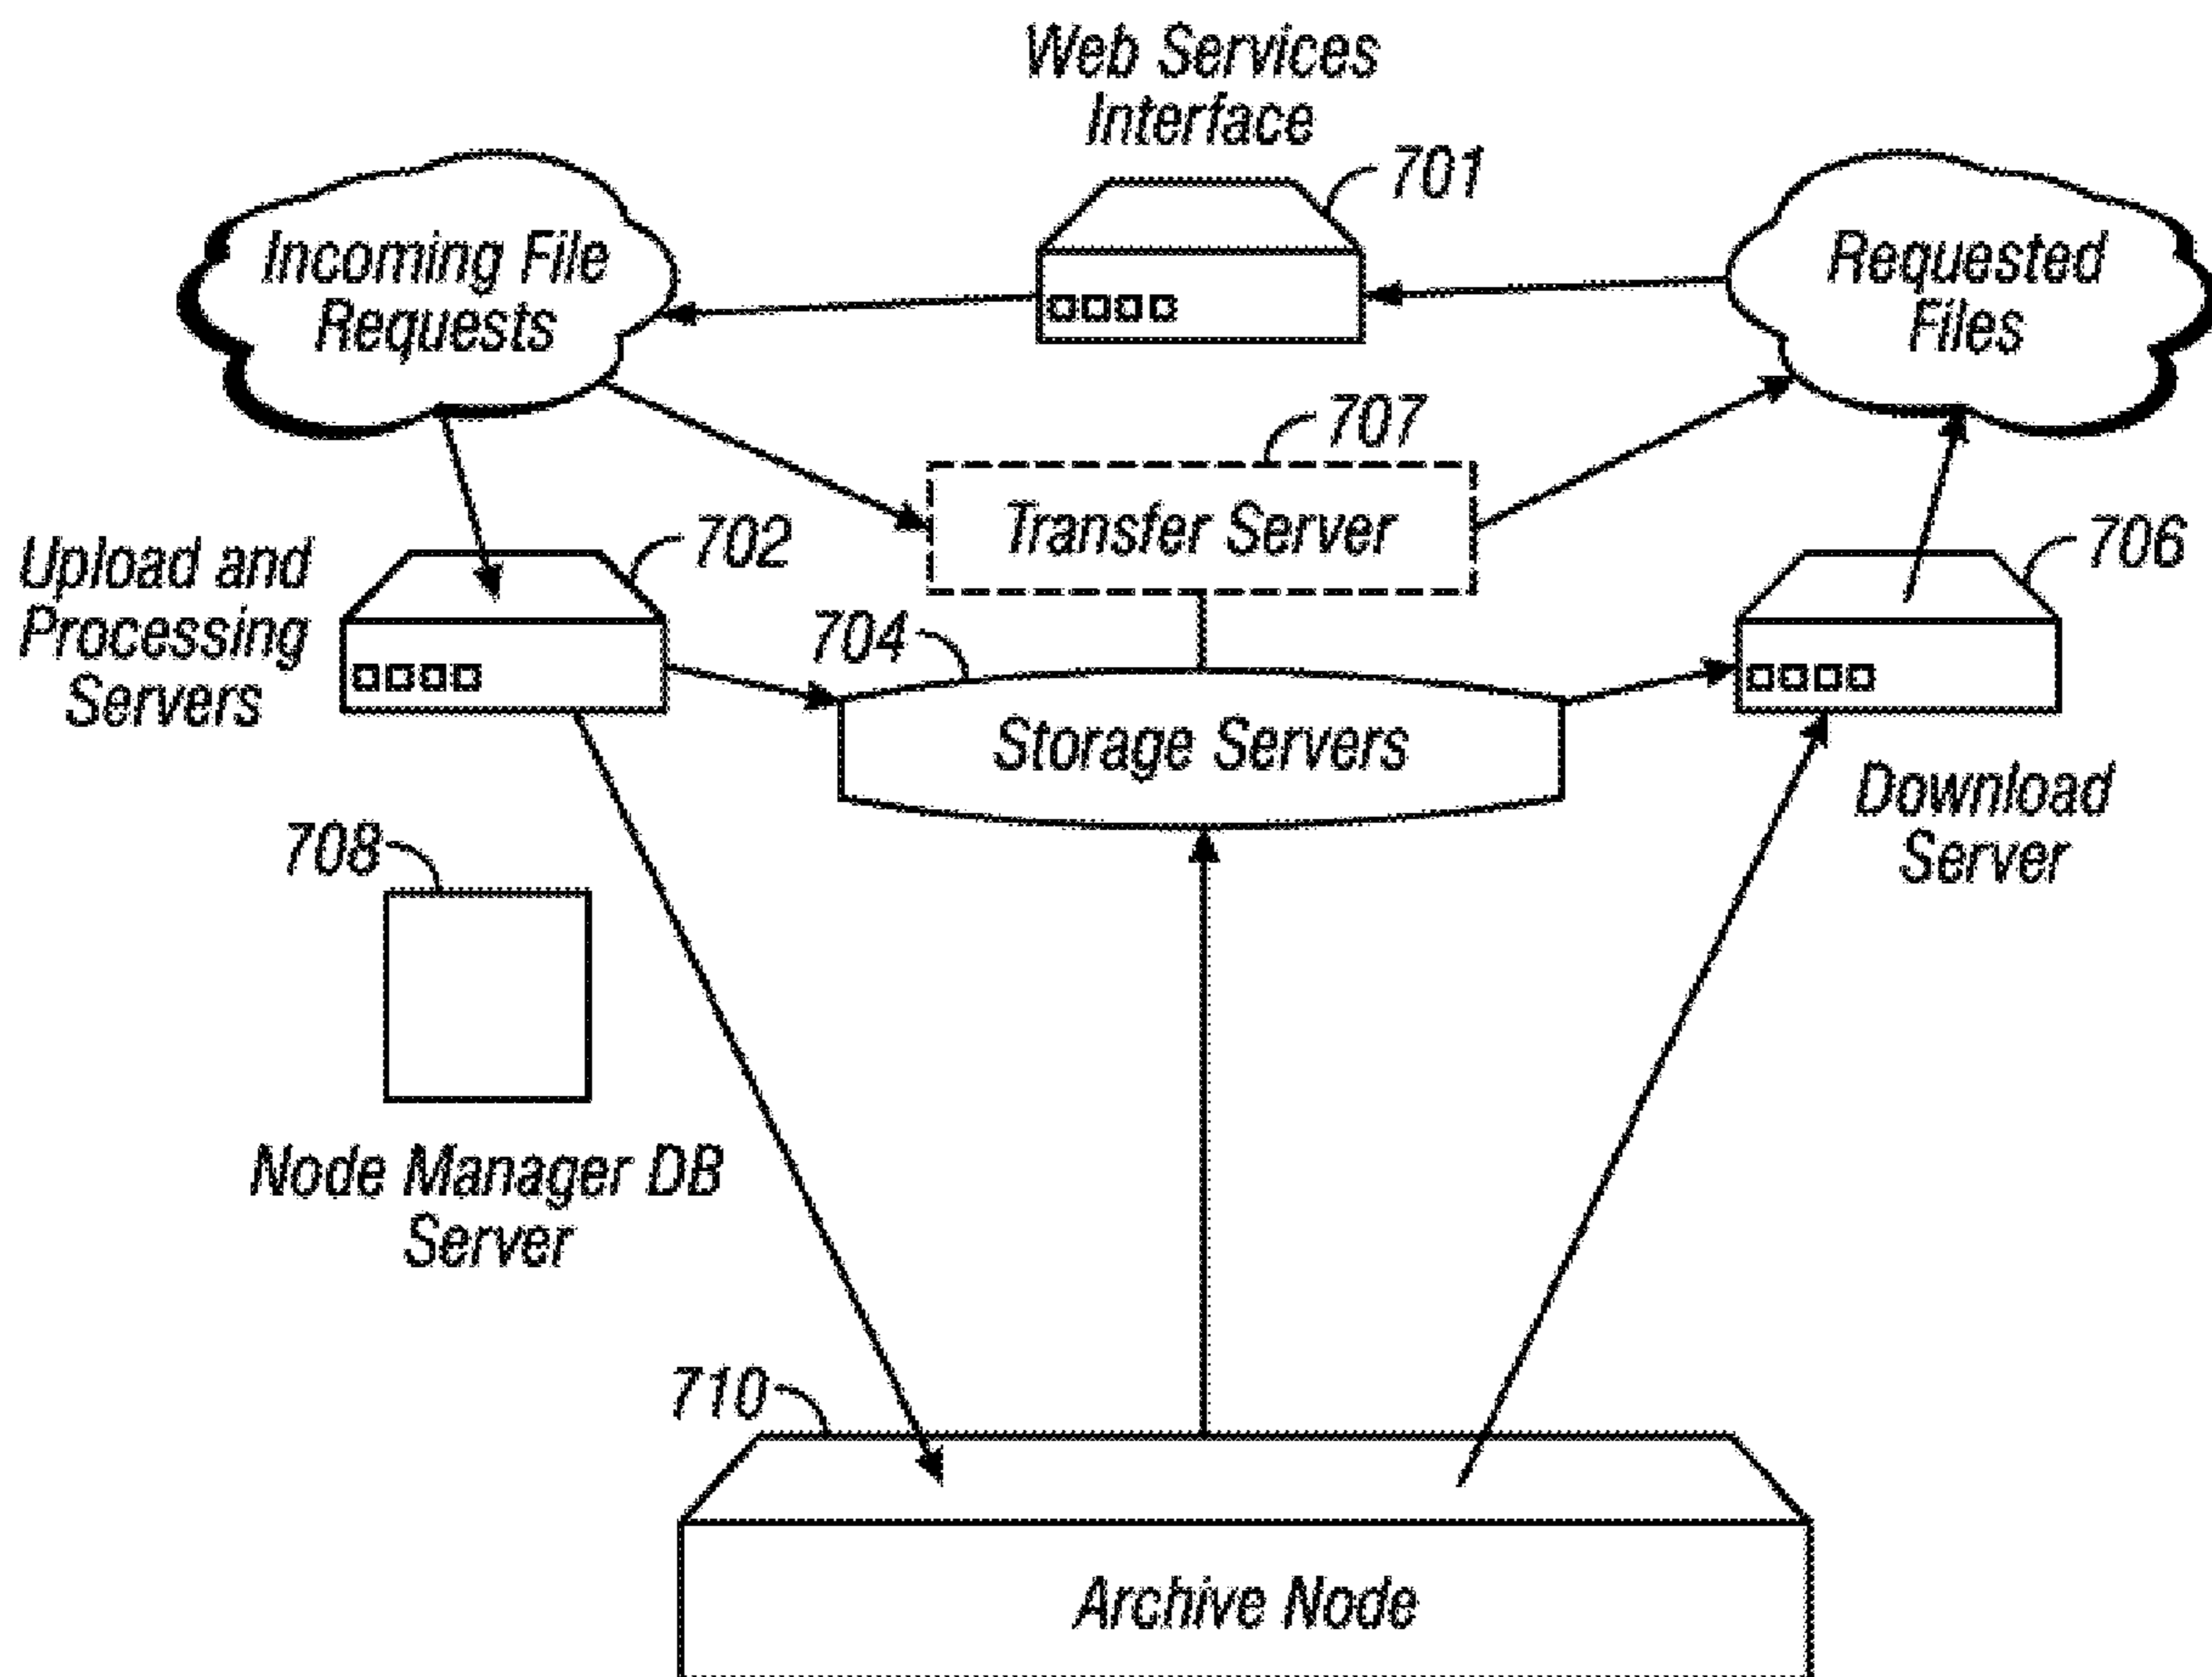 Web Services
Interface
701
Incoming File
Requests
Requested
Files
707
Transfer Server
702
Upload and
Processing
Servers
706
704
Storage Servers
Download
Server
708
Node Manager DB
Server
710
Archive Node